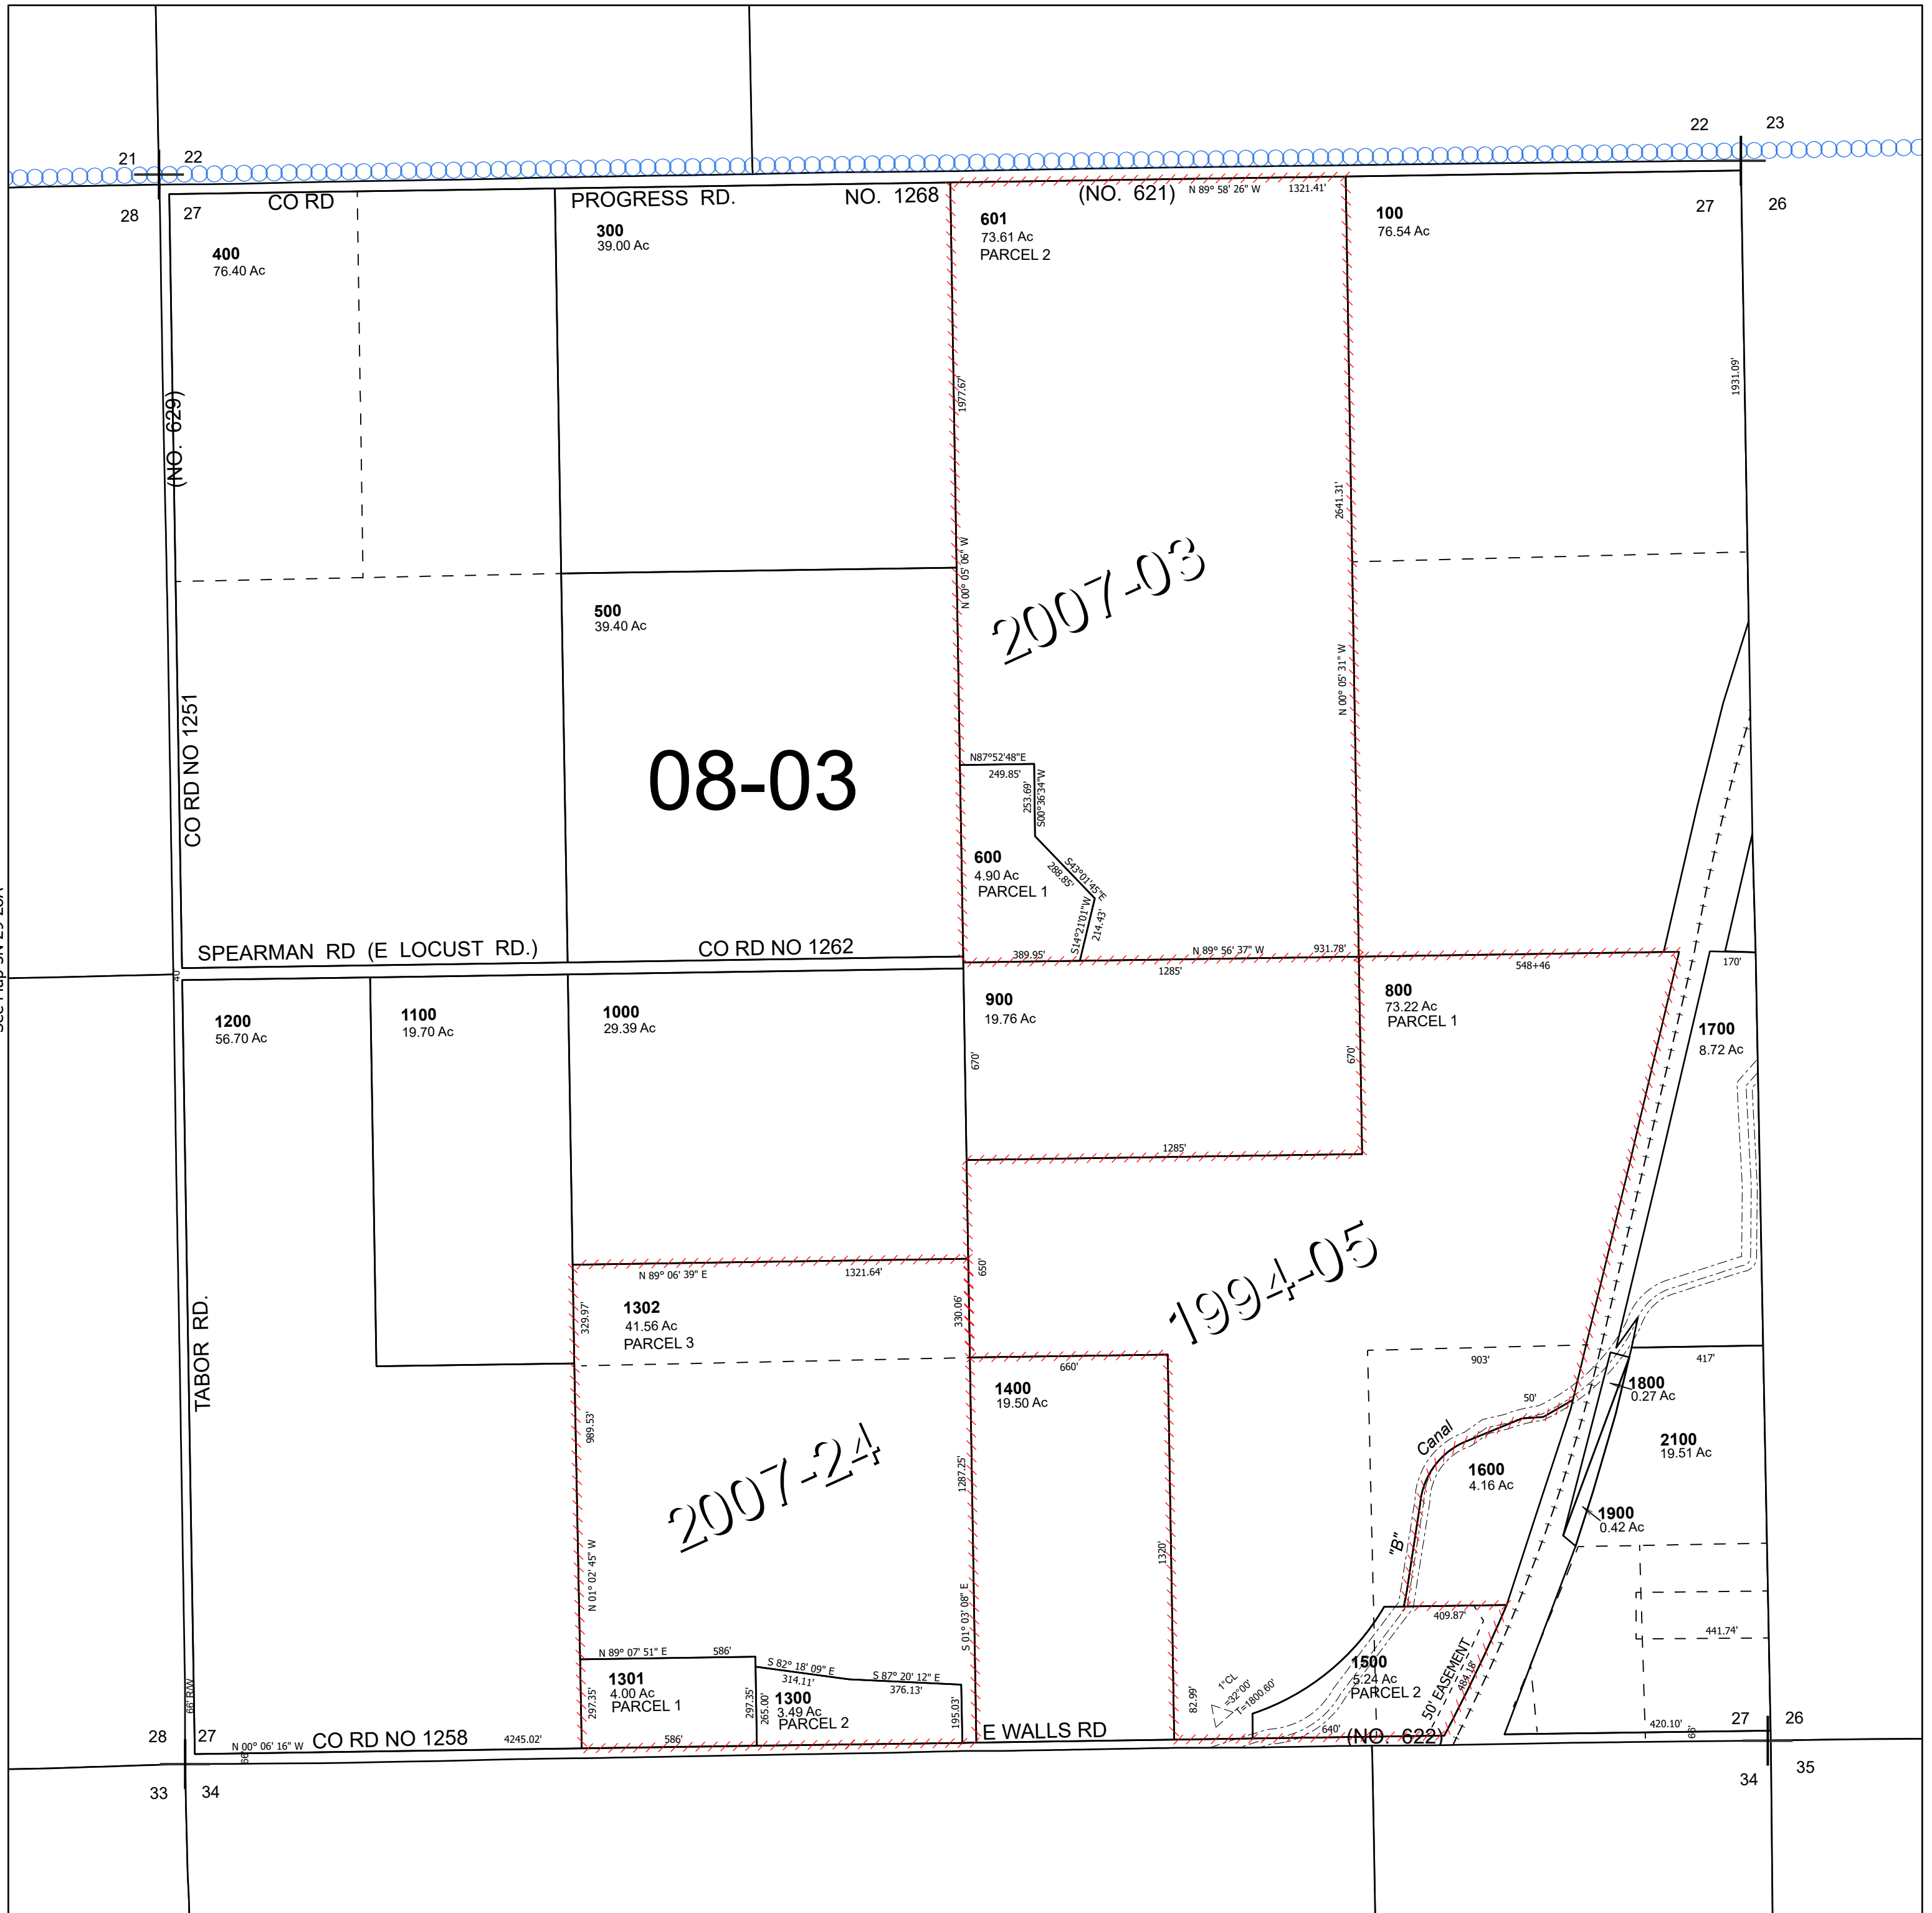 22 23
21 22
28 27
CO RD PROGRESS RD. NO. 1268 (NO. 621) N 89° 58' 26" W 1321.41'
27 26
400
76.40 Ac
300
39.00 Ac
601
73.61 Ac
PARCEL 2
100
76.54 Ac
(NO. 629)
1977.67'
1931.09'
2641.31'
N 00° 05' 06" W
2007-03
500
39.40 Ac
N 00° 05' 31" W
CO RD NO 1251
08-03
N87°52'48"E
249.85'
253.69'
S00°36'34"W
600
4.90 Ac
PARCEL 1
S43°01'45"E
288.85'
S14°21'01"W
214.43'
SPEARMAN RD (E LOCUST RD.) CO RD NO 1262
389.95'
N 89° 56' 37" W 931.78'
1285'
548+46
170'
40'
1200
56.70 Ac
1100
19.70 Ac
1000
29.39 Ac
900
19.76 Ac
800
73.22 Ac
PARCEL 1
1700
8.72 Ac
670'
670'
1285'
N 89° 06' 39" E 1321.64'
650'
1302
41.56 Ac
PARCEL 3
329.97'
330.06'
1994-05
TABOR RD.
660'
903'
417'
1400
19.50 Ac
50'
1800
0.27 Ac
989.53'
Canal
2100
19.51 Ac
2007-24
1287.25'
1600
4.16 Ac
1900
0.42 Ac
"B"
1320'
N 01° 02' 45" W
S 01° 03' 08" E
409.87'
441.74'
N 89° 07' 51" E 586'
S 82° 18' 09" E
314.11'
S 87° 20' 12" E
376.13'
1301
4.00 Ac
PARCEL 1
297.35'
297.35'
265.00'
1300
3.49 Ac
PARCEL 2
195.03'
1500
5.24 Ac
PARCEL 2
50' EASEMENT
484.18'
1°CL
=32°00'
T=1800.60'
82.99'
66' R/W
28 27
N 00° 06' 16" W CO RD NO 1258 4245.02' 586' E WALLS RD 640' (NO. 622) 420.10'
66'
66'
27 26
33 34
34 35